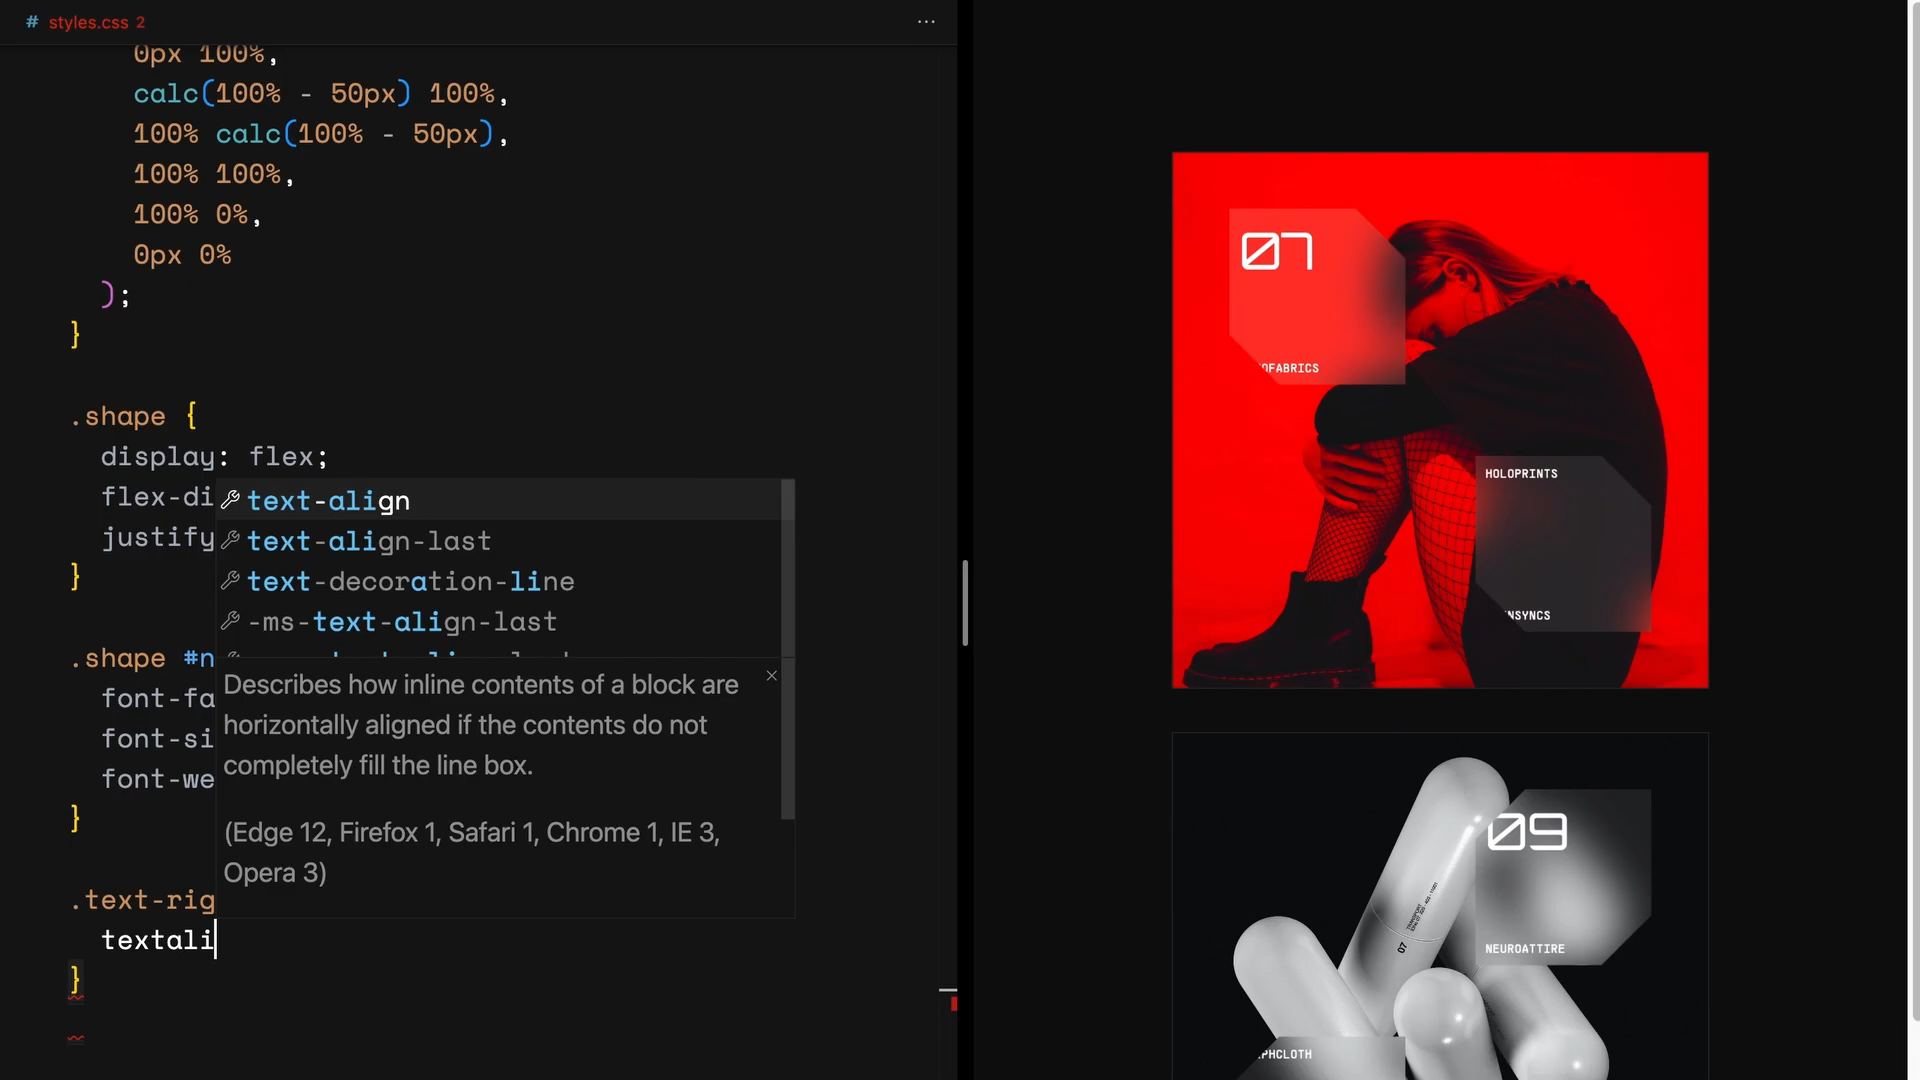 # styles.css 2 ...
0px 100%,
calc(100% - 50px) 100%,
100% calc(100% - 50px),
100% 100%,
100% 0%,
0px 0%
);
}
.shape {
display: flex;
flex-di
justify
}
text-align
text-align-last
text-decoration-line
-ms-text-align-last
.shape #n
font-fa
font-si
font-we
}
Describes how inline contents of a block are
horizontally aligned if the contents do not
completely fill the line box.
(Edge 12, Firefox 1, Safari 1, Chrome 1, IE 3,
Opera 3)
.text-rig
textali
}
07
OFABRICS
HOLOPRINTS
NSYNCS
09
NEUROATTIRE
07
PHCLOTH